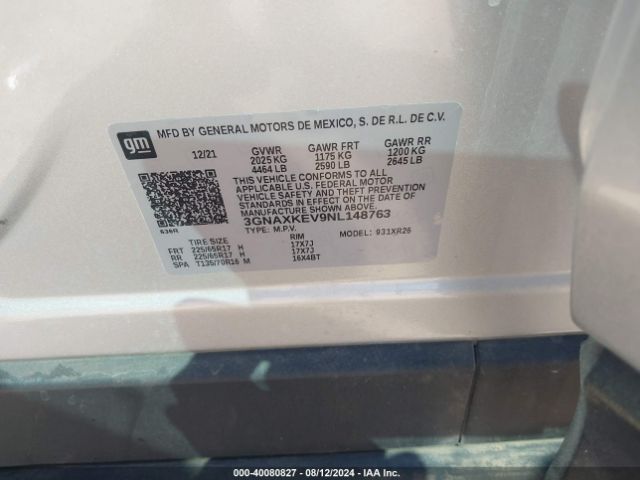 gm
MFD BY GENERAL MOTORS DE MEXICO, S. DE R.L. DE C.V.
12/21 GVWR GAWR FRT GAWR RR
2025 KG 1175 KG 1200 KG
4464 LB 2590 LB 2645 LB
THIS VEHICLE CONFORMS TO ALL
APPLICABLE U.S. FEDERAL MOTOR
VEHICLE SAFETY AND THEFT PREVENTION
STANDARDS IN EFFECT ON THE DATE OF
MANUFACTURE SHOWN ABOVE.
3GNAXKEV9NL148763
TYPE: M.P.V. MODEL: 931XR26
TIRE SIZE RIM
FRT 225/65R17 H 17X7J
RR 225/65R17 H 17X7J
SPA T135/70R16 M 16X4BT
0-40080827 - 08/12/2024 - IAA Inc.